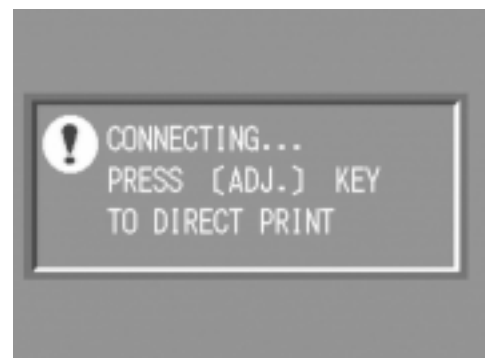 CONNECTING...
PRESS [ADJ.] KEY
TO DIRECT PRINT